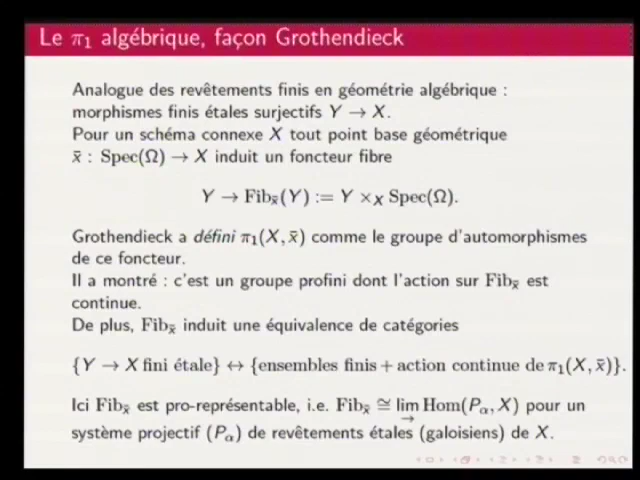 Le π₁ algébrique, façon Grothendieck
Analogue des revêtements finis en géométrie algébrique :
morphismes finis étales surjectifs Y → X.
Pour un schéma connexe X tout point base géométrique
x̄ : Spec(Ω) → X induit un foncteur fibre
Y → Fib_x̄(Y) := Y ×_X Spec(Ω).
Grothendieck a défini π₁(X, x̄) comme le groupe d'automorphismes
de ce foncteur.
Il a montré : c'est un groupe profini dont l'action sur Fib_x̄ est
continue.
De plus, Fib_x̄ induit une équivalence de catégories
{Y → X fini étale} ↔ {ensembles finis + action continue de π₁(X, x̄)}.
Ici Fib_x̄ est pro-représentable, i.e. Fib_x̄ ≅ lim→ Hom(P_α, X) pour un
système projectif (P_α) de revêtements étales (galoisiens) de X.